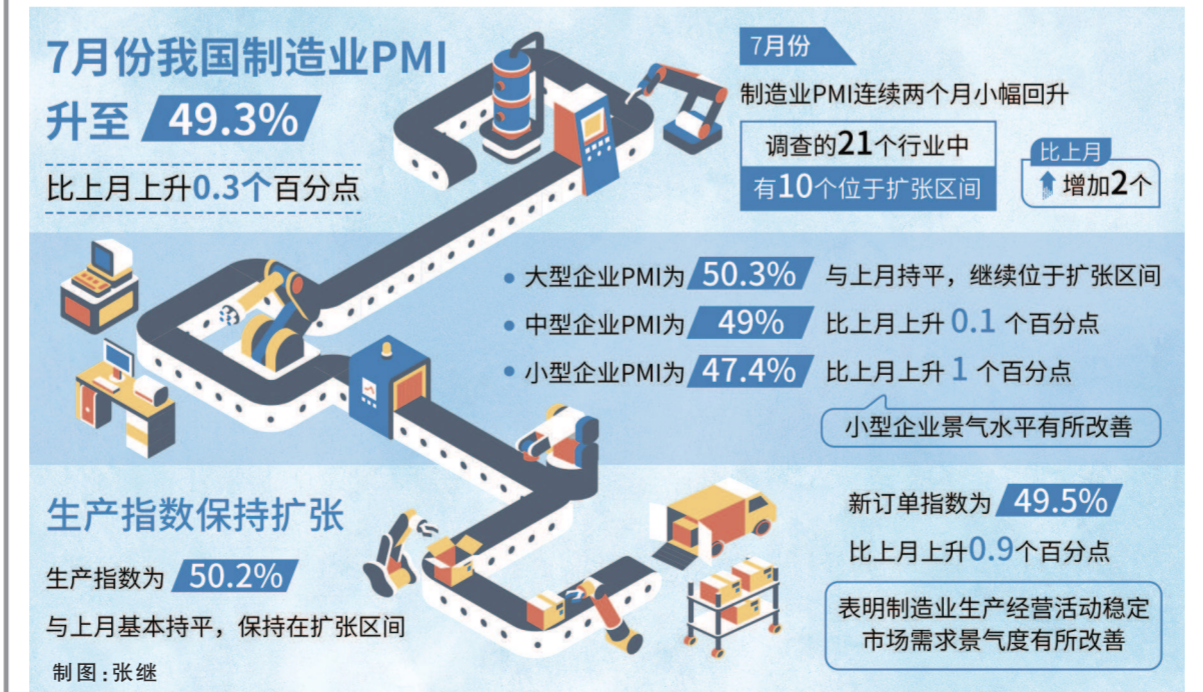 7月份我国制造业PMI
升至 49.3%
比上月上升0.3个百分点
7月份
制造业PMI连续两个月小幅回升
调查的21个行业中
有10个位于扩张区间
比上月
增加2个
大型企业PMI为 50.3% 与上月持平，继续位于扩张区间
中型企业PMI为 49% 比上月上升 0.1 个百分点
小型企业PMI为 47.4% 比上月上升 1 个百分点
小型企业景气水平有所改善
生产指数保持扩张
生产指数为 50.2%
与上月基本持平，保持在扩张区间
新订单指数为 49.5%
比上月上升0.9个百分点
表明制造业生产经营活动稳定
市场需求景气度有所改善
制图:张继